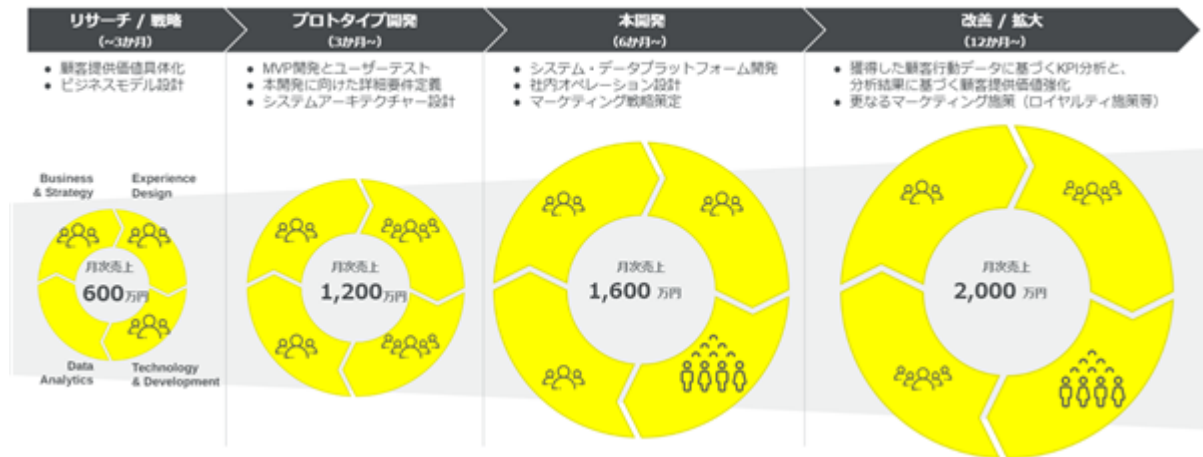 リサーチ / 戦略
(~3か月)
プロトタイプ開発
(3か月~)
本開発
(6か月~)
改善 / 拡大
(12か月~)
• 顧客提供価値具体化
• ビジネスモデル設計
• MVP開発とユーザーテスト
• 本開発に向けた詳細要件定義
• システムアーキテクチャー設計
• システム・データプラットフォーム開発
• 社内オペレーション設計
• マーケティング戦略策定
• 獲得した顧客行動データに基づくKPI分析と、
分析結果に基づく顧客提供価値強化
• 更なるマーケティング施策（ロイヤルティ施策等）
Business
& Strategy
Experience
Design
月次売上
600万円
Data
Analytics
Technology
& Development
月次売上
1,200万円
月次売上
1,600 万円
月次売上
2,000 万円